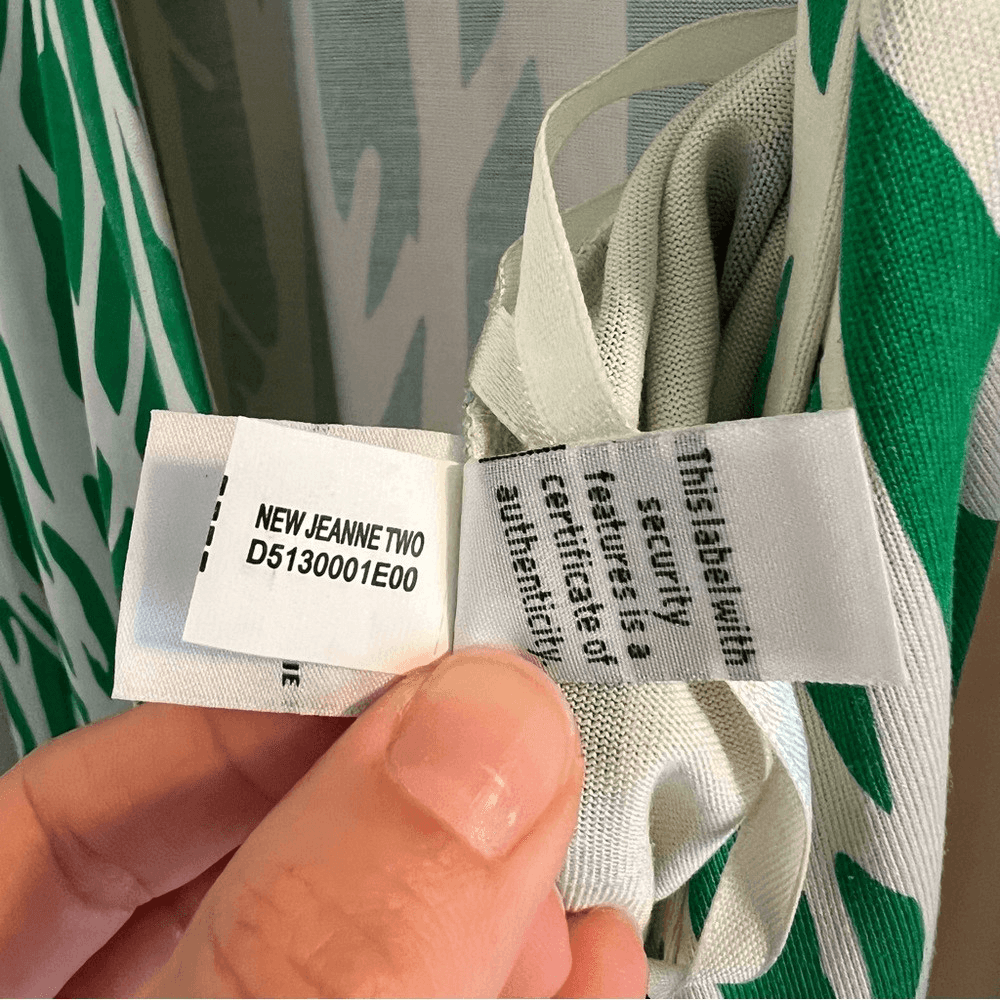 NEW JEANNE TWO
D5130001E00
This label with
security
features is a
certificate of
authenticity